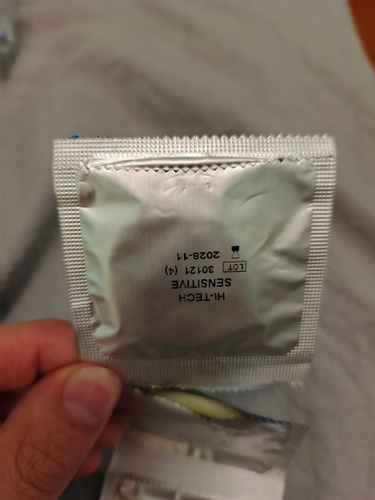 HI-TECH
SENSITIVE
LOT 30121 (4)
2028-11